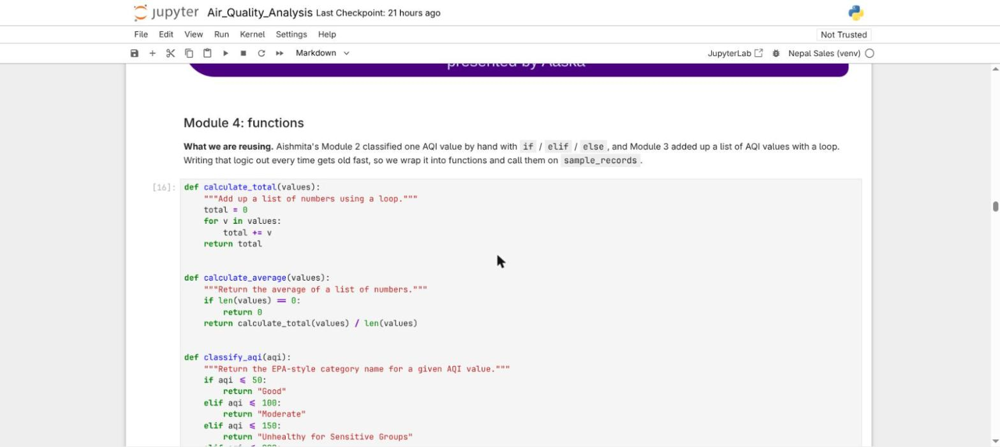 jupyter Air_Quality_Analysis Last Checkpoint: 21 hours ago
File Edit View Run Kernel Settings Help Not Trusted
Markdown JupyterLab Nepal Sales (venv)
presented by Aaska
Module 4: functions
What we are reusing. Aishmita's Module 2 classified one AQI value by hand with if / elif / else , and Module 3 added up a list of AQI values with a loop.
Writing that logic out every time gets old fast, so we wrap it into functions and call them on sample_records .
[16]: def calculate_total(values):
    """Add up a list of numbers using a loop."""
    total = 0
    for v in values:
        total += v
    return total
def calculate_average(values):
    """Return the average of a list of numbers."""
    if len(values) == 0:
        return 0
    return calculate_total(values) / len(values)
def classify_aqi(aqi):
    """Return the EPA-style category name for a given AQI value."""
    if aqi ≤ 50:
        return "Good"
    elif aqi ≤ 100:
        return "Moderate"
    elif aqi ≤ 150:
        return "Unhealthy for Sensitive Groups"